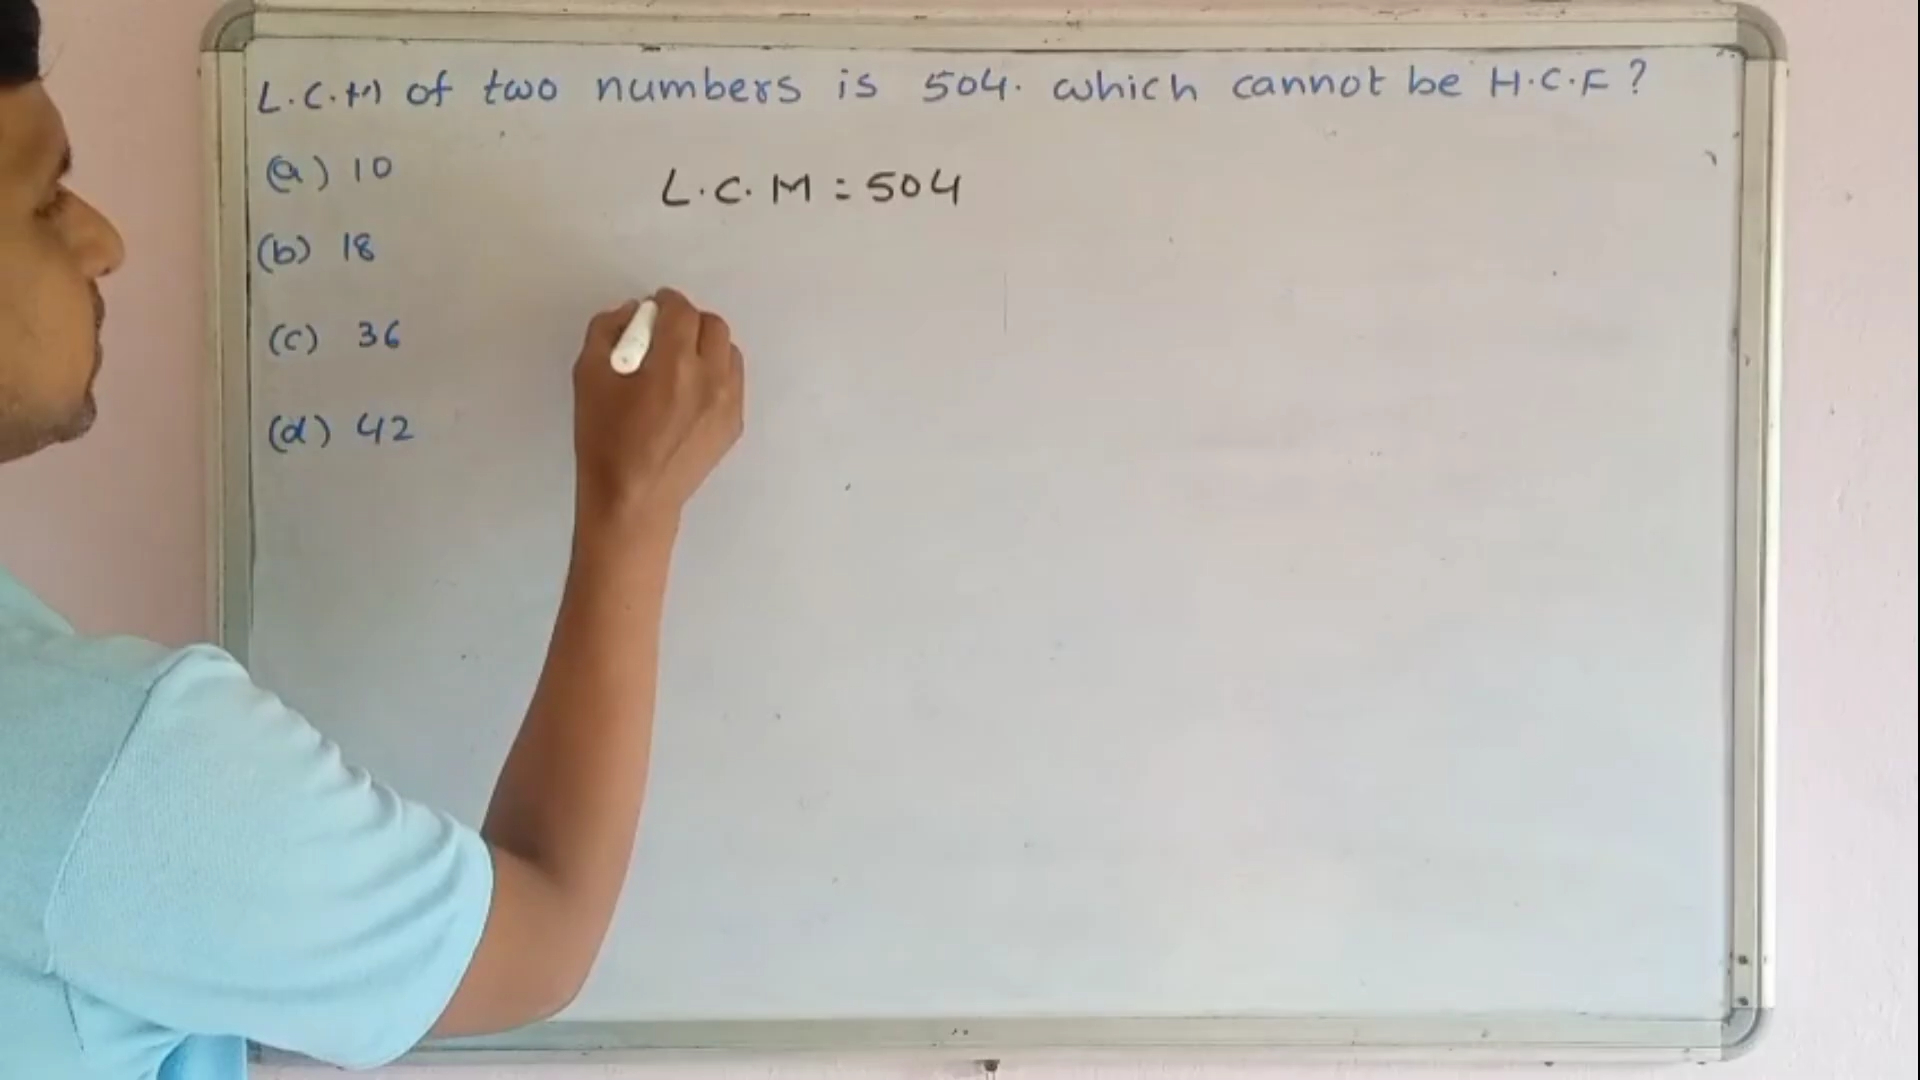 L.C.M of two numbers is 504. which cannot be H.C.F ?
(a) 10
L.C.M = 504
(b) 18
(c) 36
(d) 42